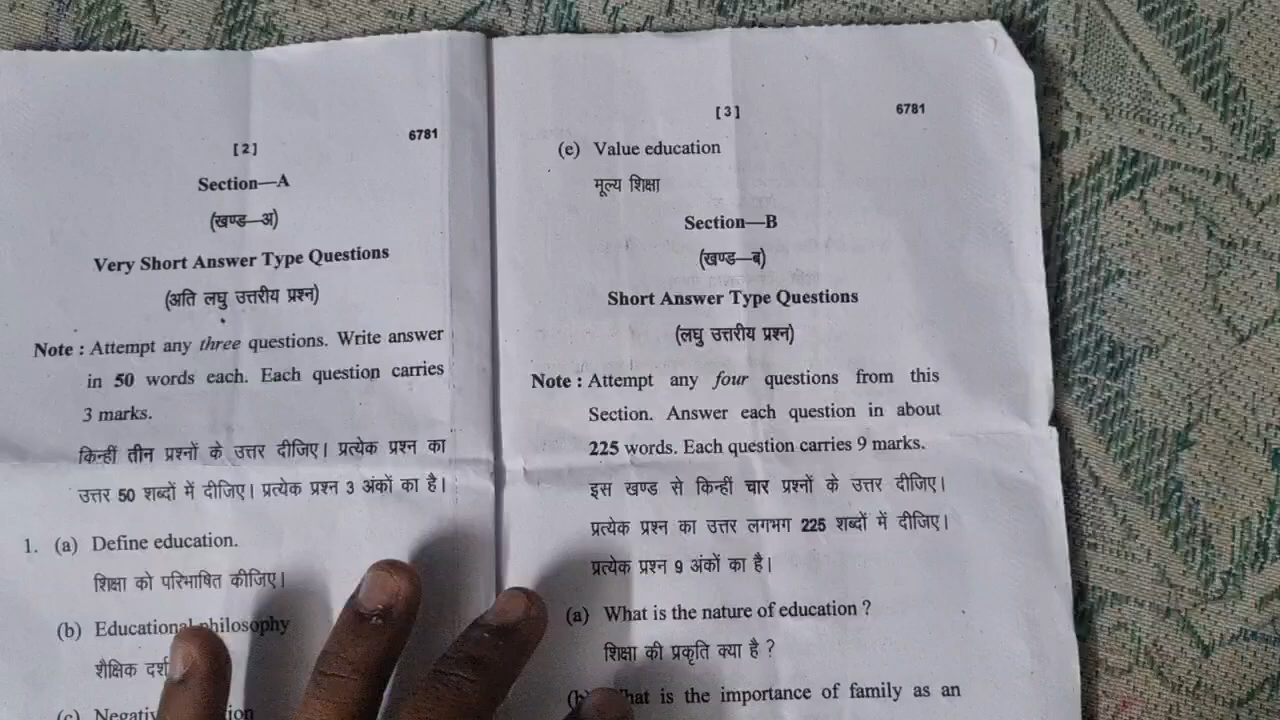 [2]
6781
Section—A
(खण्ड—अ)
Very Short Answer Type Questions
(अति लघु उत्तरीय प्रश्न)
Note : Attempt any three questions. Write answer
in 50 words each. Each question carries
3 marks.
किन्हीं तीन प्रश्नों के उत्तर दीजिए। प्रत्येक प्रश्न का
उत्तर 50 शब्दों में दीजिए। प्रत्येक प्रश्न 3 अंकों का है।
1. (a) Define education.
शिक्षा को परिभाषित कीजिए।
(b) Educational philosophy
शैक्षिक
(c)
[3]
6781
(e) Value education
मूल्य शिक्षा
Section—B
(खण्ड—ब)
Short Answer Type Questions
(लघु उत्तरीय प्रश्न)
Note : Attempt any four questions from this
Section. Answer each question in about
225 words. Each question carries 9 marks.
इस खण्ड से किन्हीं चार प्रश्नों के उत्तर दीजिए।
प्रत्येक प्रश्न का उत्तर लगभग 225 शब्दों में दीजिए।
प्रत्येक प्रश्न 9 अंकों का है।
(a) What is the nature of education ?
शिक्षा की प्रकृति क्या है ?
(b) What is the importance of family as an